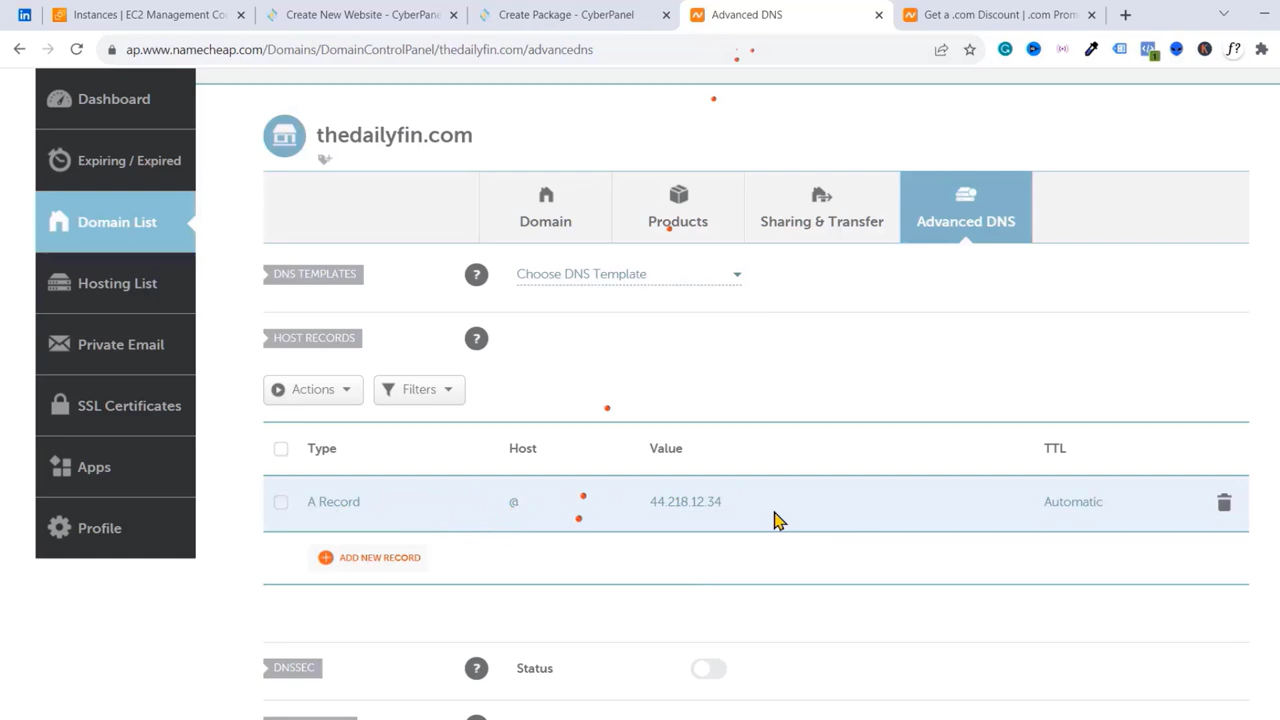 Instances | EC2 Management Co
Create New Website - CyberPane
Create Package - CyberPanel
Advanced DNS
Get a .com Discount | .com Prom
ap.www.namecheap.com/Domains/DomainControlPanel/thedailyfin.com/advancedns
f?
Dashboard
Expiring / Expired
Domain List
Hosting List
Private Email
SSL Certificates
Apps
Profile
thedailyfin.com
Domain
Products
Sharing & Transfer
Advanced DNS
DNS TEMPLATES
?
Choose DNS Template
HOST RECORDS
?
Actions
Filters
Type Host Value TTL
A Record @ 44.218.12.34 Automatic
ADD NEW RECORD
DNSSEC
?
Status